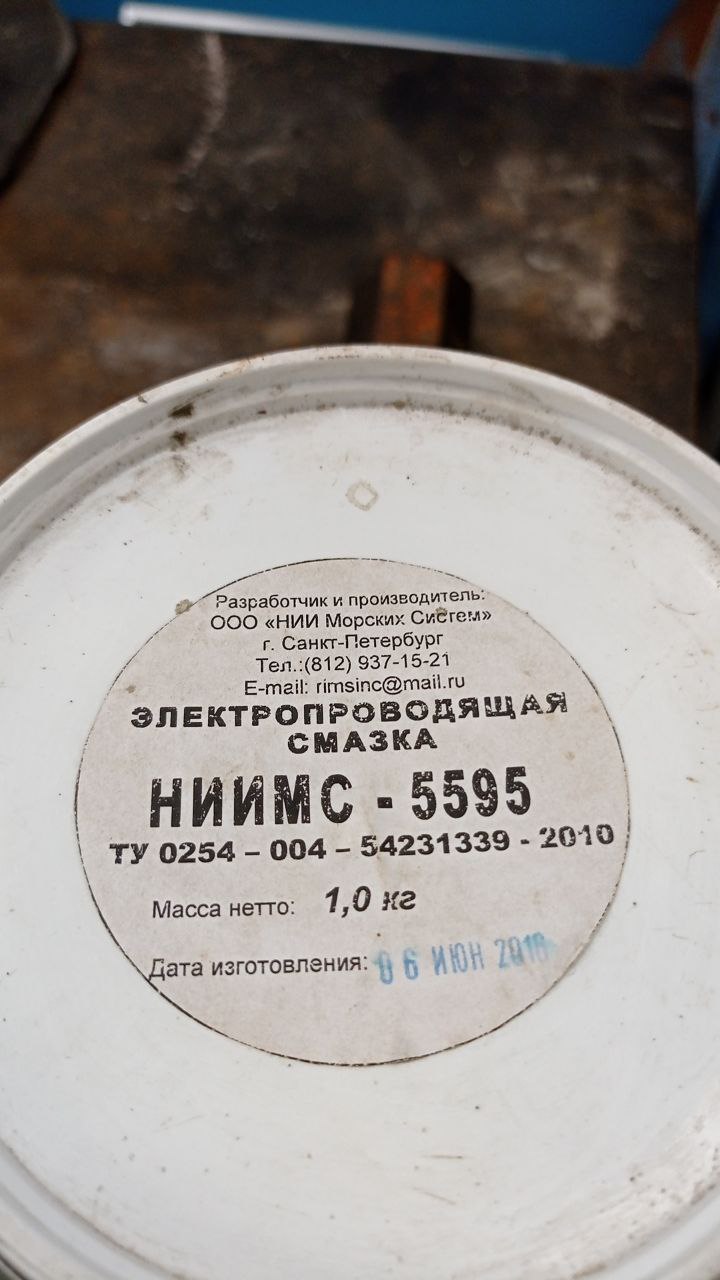 Разработчик и производитель:
ООО «НИИ Морских Систем»
г. Санкт-Петербург
Тел.:(812) 937-15-21
E-mail: rimsinc@mail.ru
ЭЛЕКТРОПРОВОДЯЩАЯ
СМАЗКА
НИИМС - 5595
ТУ 0254 – 004 – 54231339 - 2010
Масса нетто: 1,0 кг
Дата изготовления: 06 ИЮН